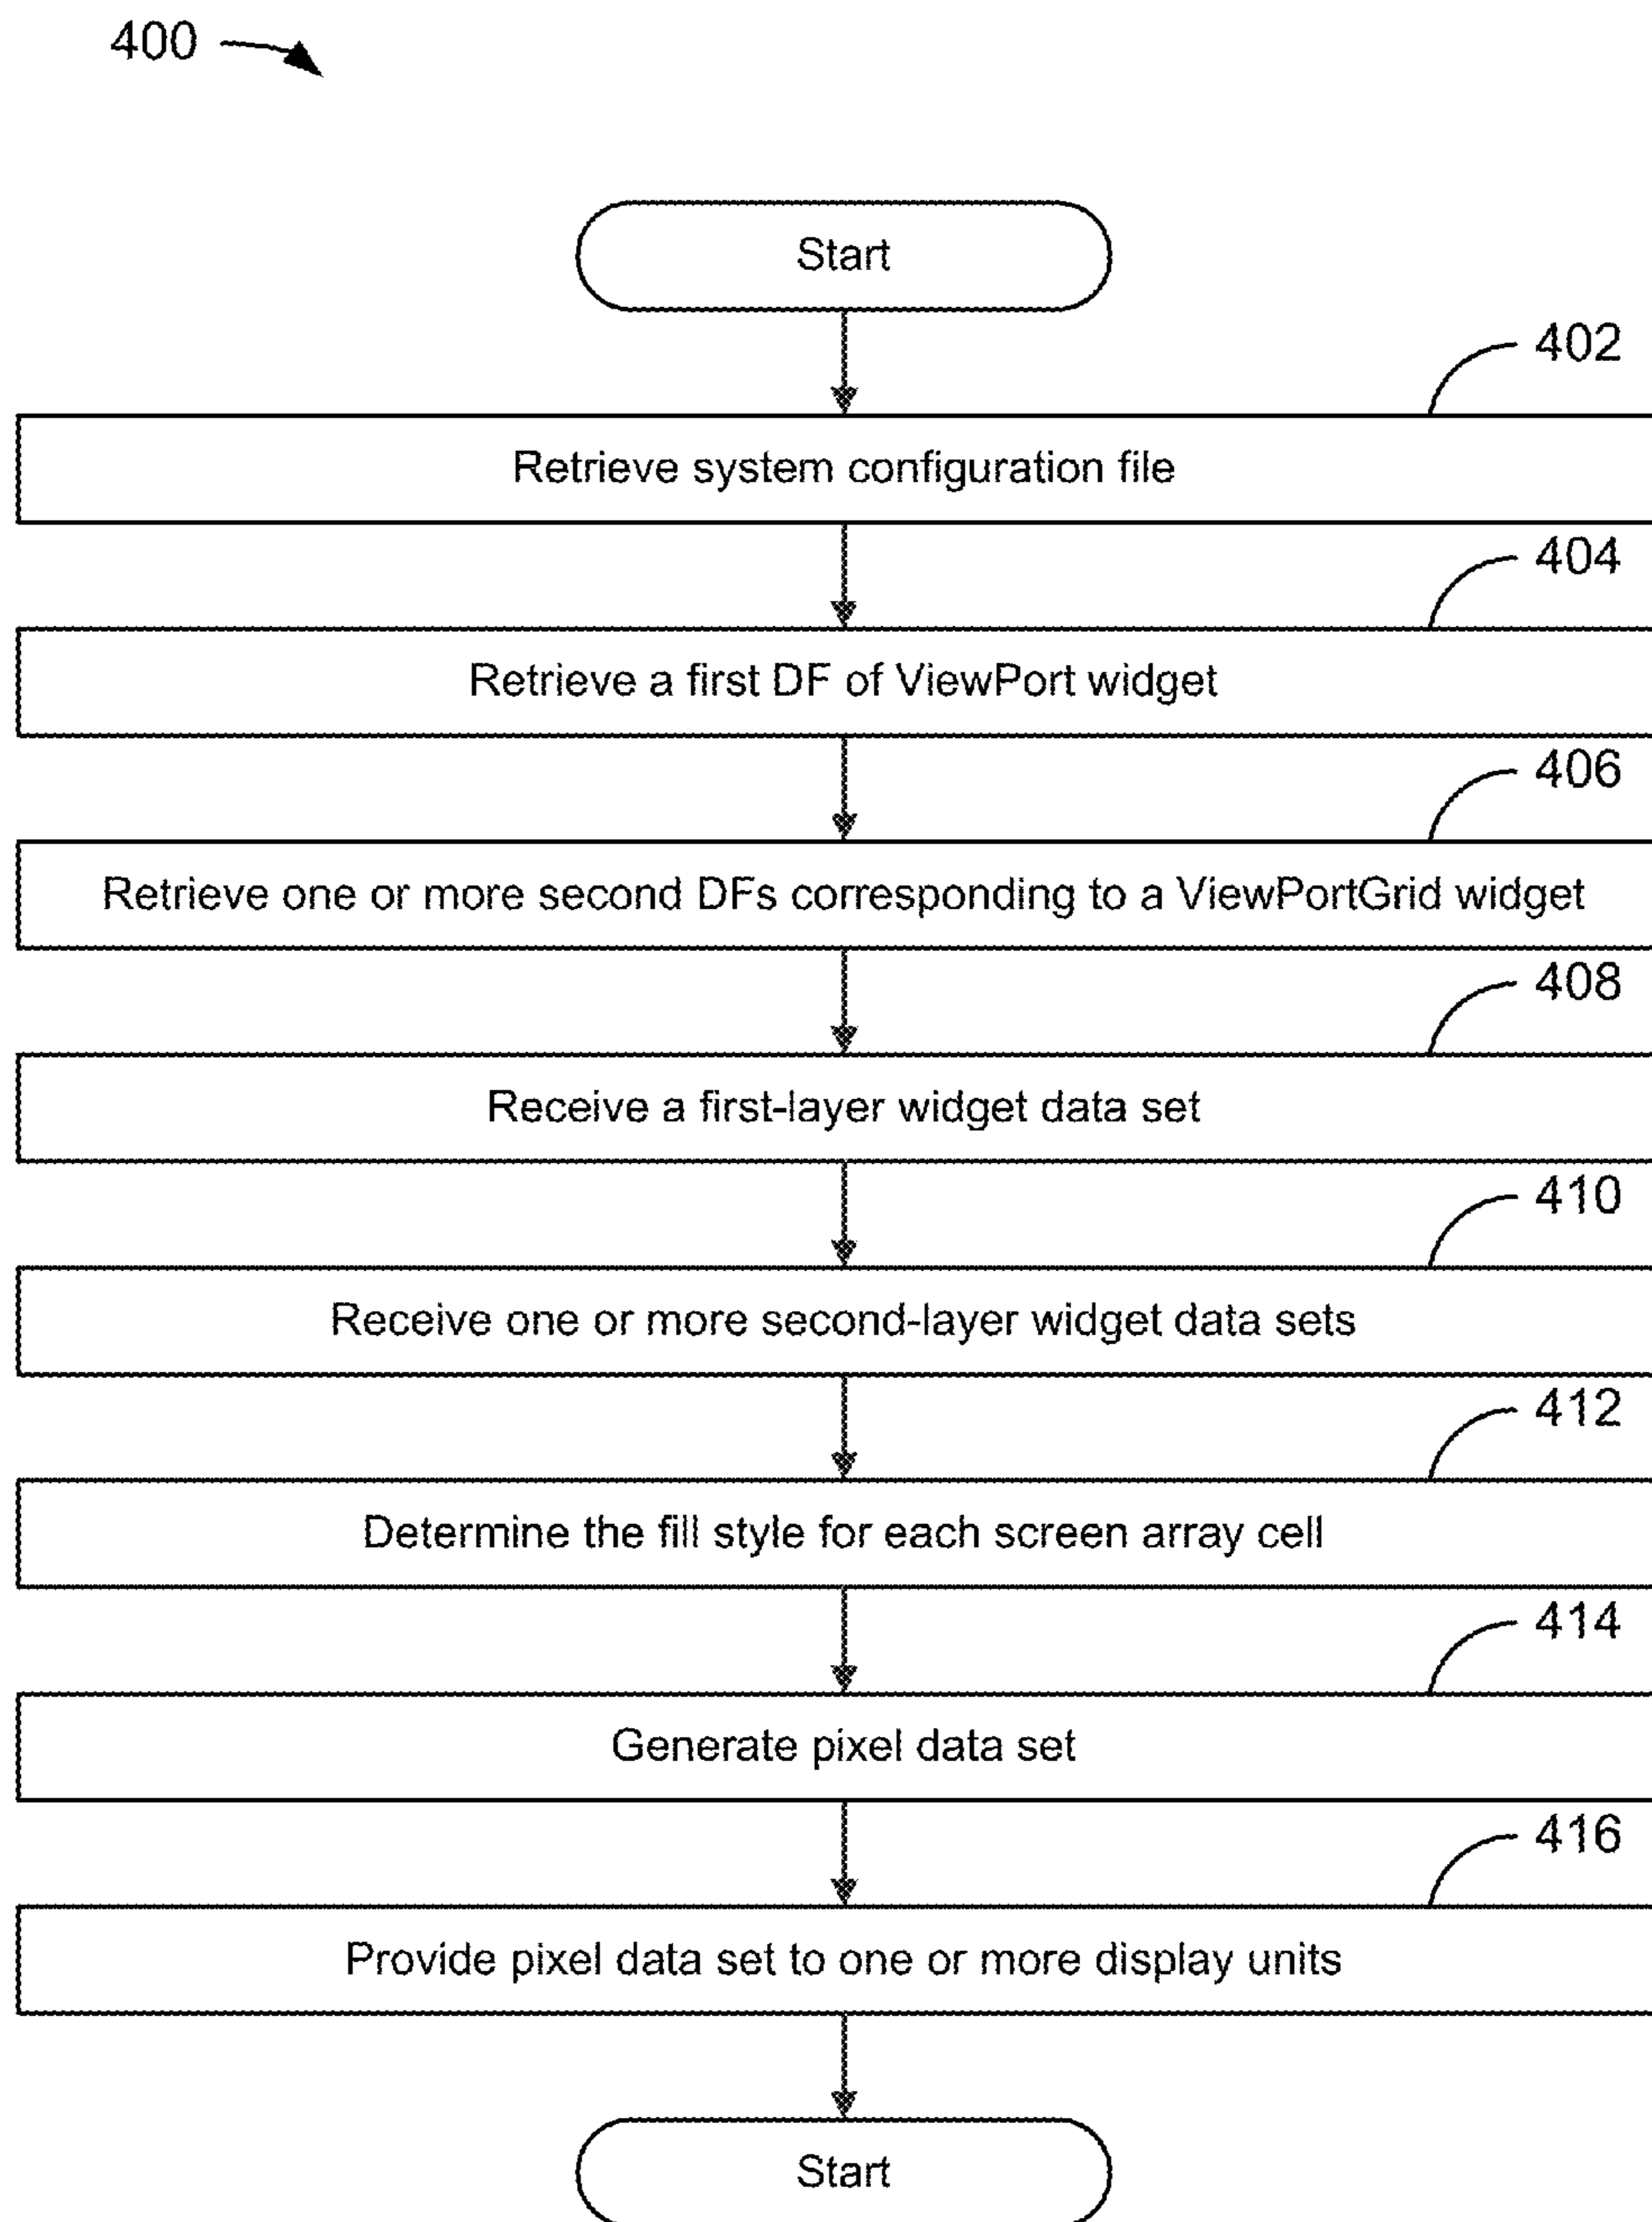 400
Start
402
Retrieve system configuration file
404
Retrieve a first DF of ViewPort widget
406
Retrieve one or more second DFs corresponding to a ViewPortGrid widget
408
Receive a first-layer widget data set
410
Receive one or more second-layer widget data sets
412
Determine the fill style for each screen array cell
414
Generate pixel data set
416
Provide pixel data set to one or more display units
Start